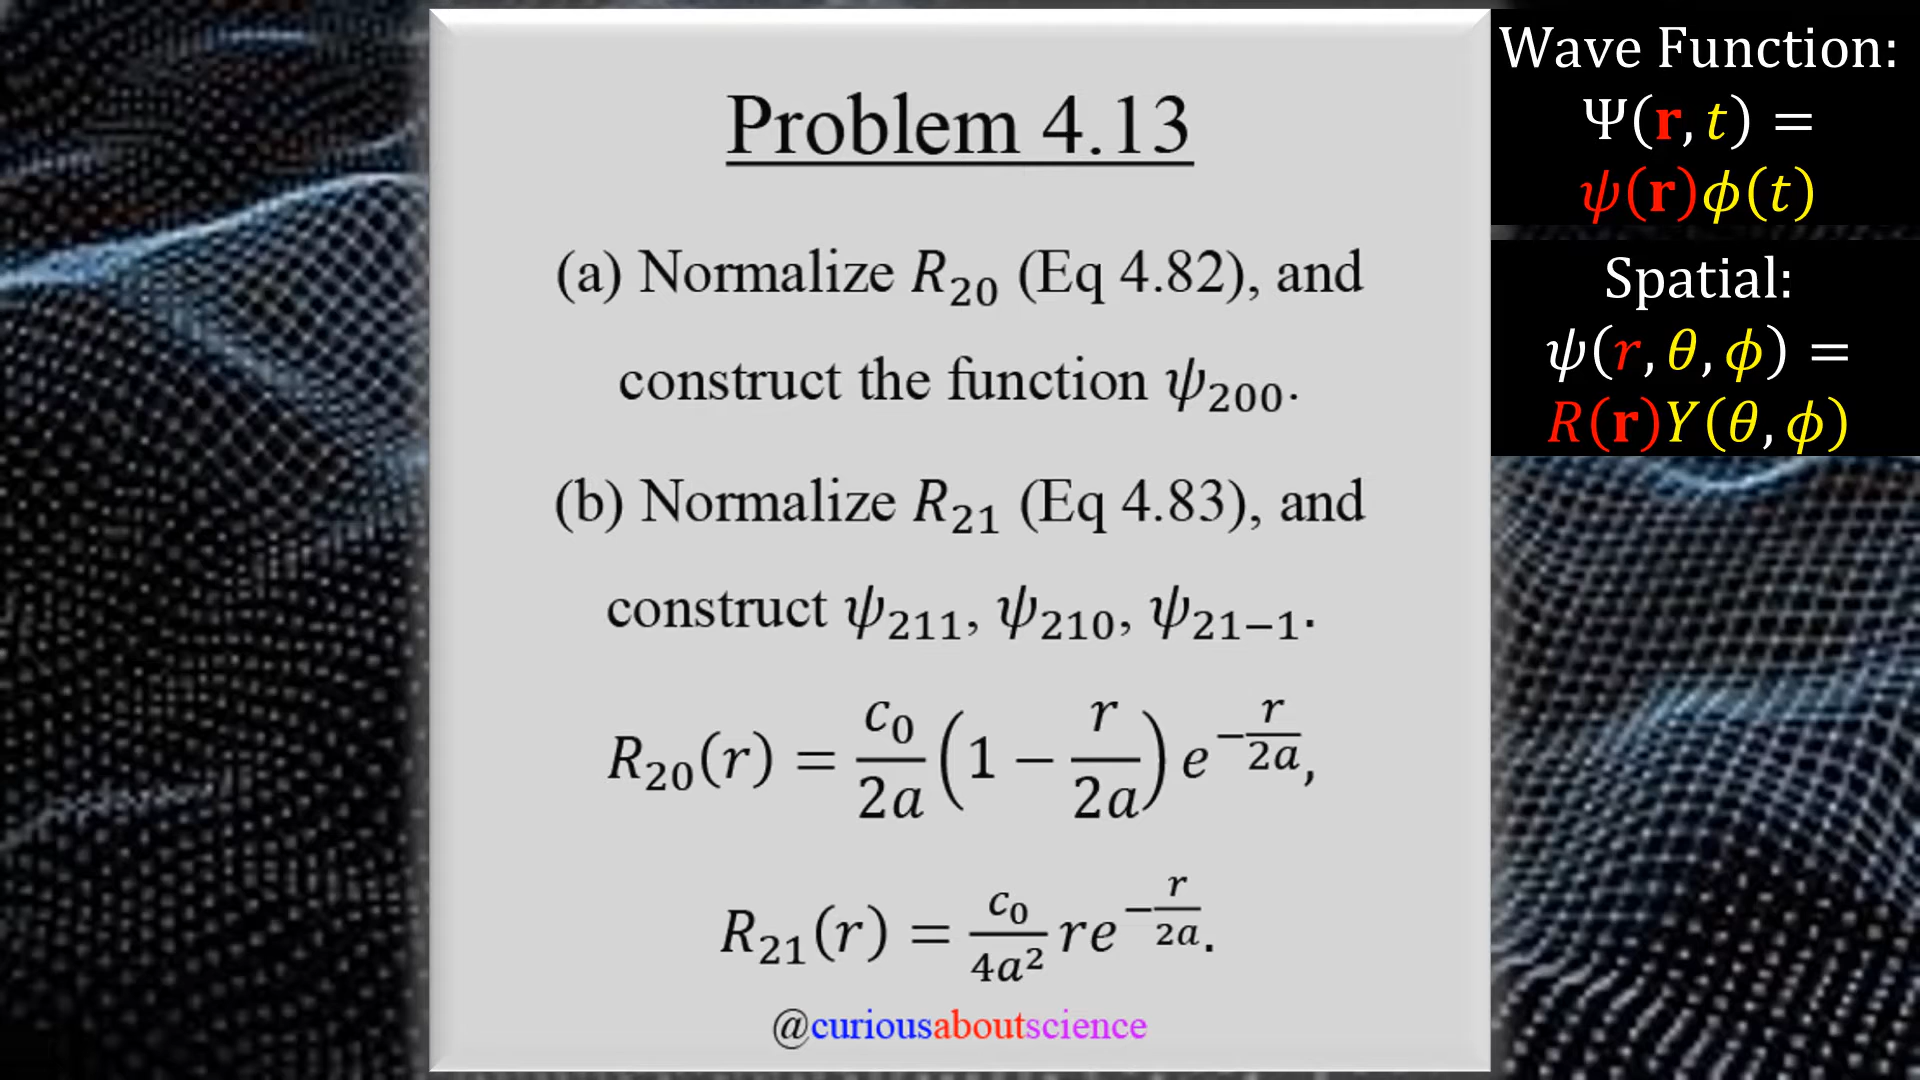 Problem 4.13
(a) Normalize R₂₀ (Eq 4.82), and
construct the function ψ₂₀₀.
(b) Normalize R₂₁ (Eq 4.83), and
construct ψ₂₁₁, ψ₂₁₀, ψ₂₁₋₁.
R₂₀(r) = c₀/2a (1 − r/2a) e^(−r/2a),
R₂₁(r) = c₀/4a² re^(−r/2a).
@curiousaboutscience
Wave Function:
Ψ(𝐫, t) =
ψ(𝐫)ϕ(t)
Spatial:
ψ(r, θ, ϕ) =
R(𝐫)Y(θ, ϕ)